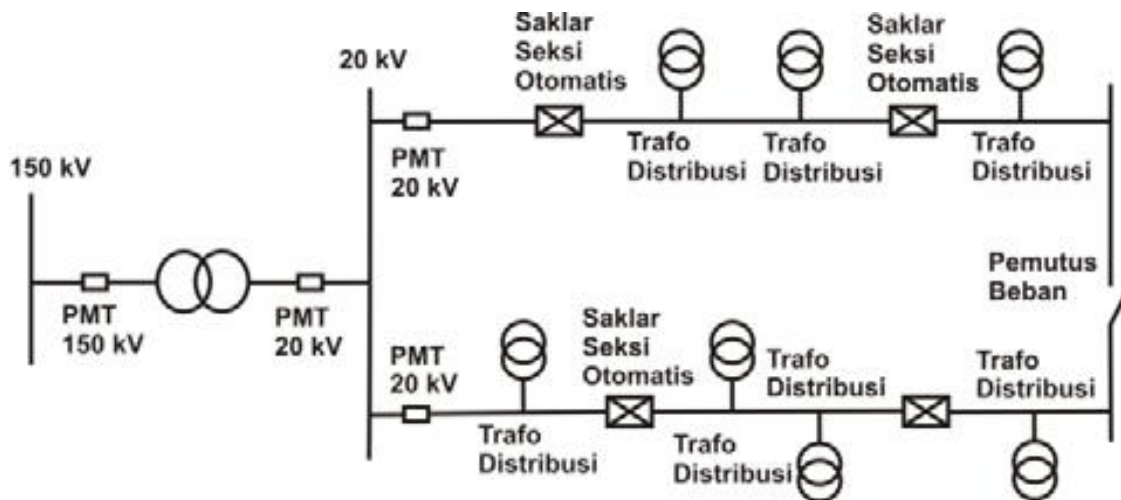 150 kV
PMT
150 kV
PMT
20 kV
20 kV
PMT
20 kV
Saklar
Seksi
Otomatis
Trafo
Distribusi
Trafo
Distribusi
Saklar
Seksi
Otomatis
Trafo
Distribusi
Pemutus
Beban
PMT
20 kV
Trafo
Distribusi
Saklar
Seksi
Otomatis
Trafo
Distribusi
Trafo
Distribusi
Trafo
Distribusi